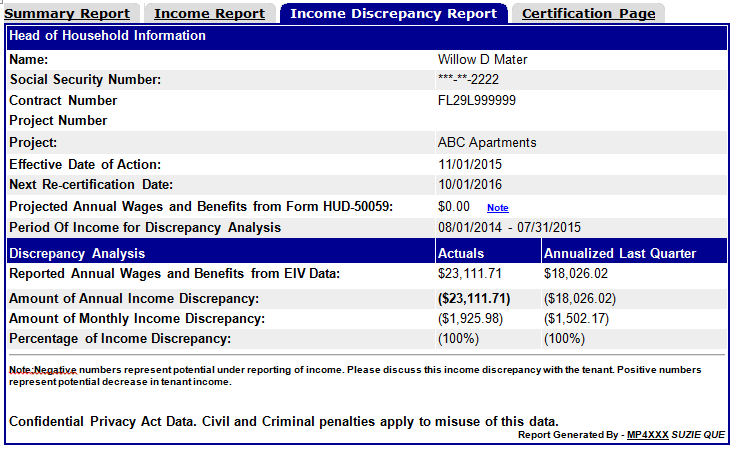 Summary Report Income Report Income Discrepancy Report Certification Page
Head of Household Information
Name: Willow D Mater
Social Security Number: ***-**-2222
Contract Number FL29L999999
Project Number
Project: ABC Apartments
Effective Date of Action: 11/01/2015
Next Re-certification Date: 10/01/2016
Projected Annual Wages and Benefits from Form HUD-50059: $0.00 Note
Period Of Income for Discrepancy Analysis 08/01/2014 - 07/31/2015
Discrepancy Analysis Actuals Annualized Last Quarter
Reported Annual Wages and Benefits from EIV Data: $23,111.71 $18,026.02
Amount of Annual Income Discrepancy: ($23,111.71) ($18,026.02)
Amount of Monthly Income Discrepancy: ($1,925.98) ($1,502.17)
Percentage of Income Discrepancy: (100%) (100%)
Note:Negative numbers represent potential under reporting of income. Please discuss this income discrepancy with the tenant. Positive numbers
represent potential decrease in tenant income.
Confidential Privacy Act Data. Civil and Criminal penalties apply to misuse of this data.
Report Generated By - MP4XXX SUZIE QUE